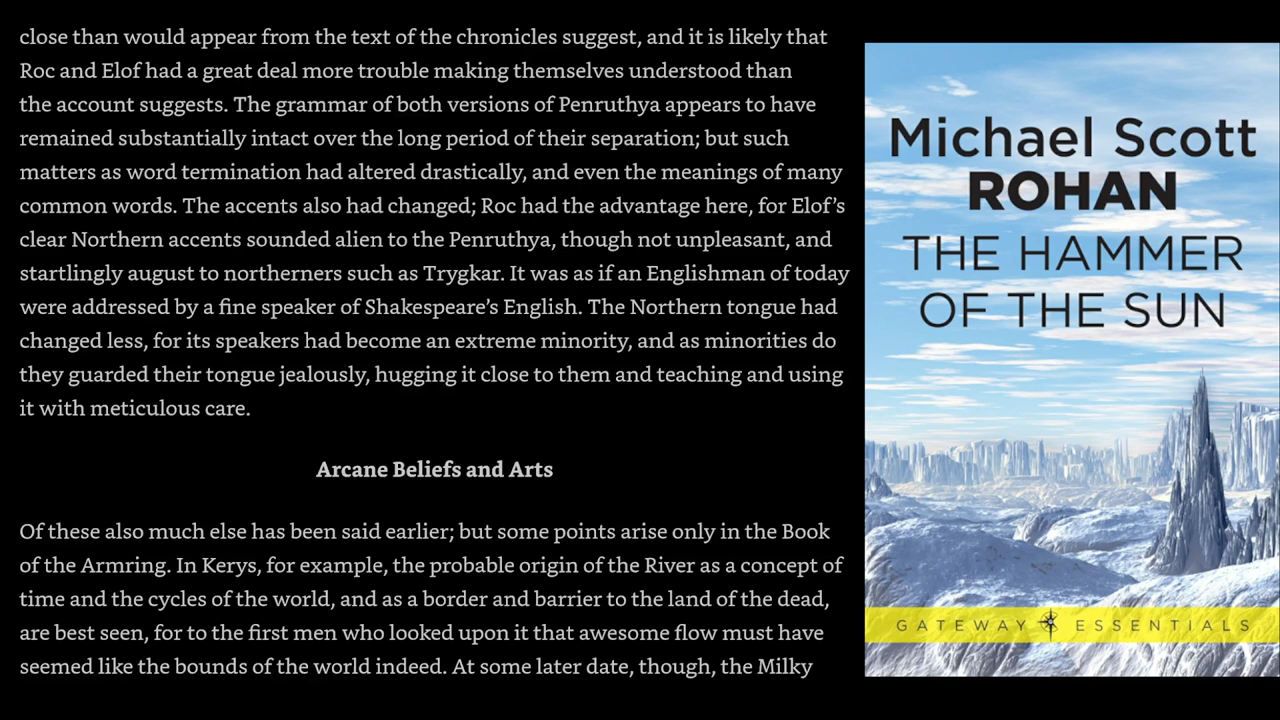 close than would appear from the text of the chronicles suggest, and it is likely that
Roc and Elof had a great deal more trouble making themselves understood than
the account suggests. The grammar of both versions of Penruthya appears to have
remained substantially intact over the long period of their separation; but such
matters as word termination had altered drastically, and even the meanings of many
common words. The accents also had changed; Roc had the advantage here, for Elof’s
clear Northern accents sounded alien to the Penruthya, though not unpleasant, and
startlingly august to northerners such as Trygkar. It was as if an Englishman of today
were addressed by a fine speaker of Shakespeare’s English. The Northern tongue had
changed less, for its speakers had become an extreme minority, and as minorities do
they guarded their tongue jealously, hugging it close to them and teaching and using
it with meticulous care.
Arcane Beliefs and Arts
Of these also much else has been said earlier; but some points arise only in the Book
of the Armring. In Kerys, for example, the probable origin of the River as a concept of
time and the cycles of the world, and as a border and barrier to the land of the dead,
are best seen, for to the first men who looked upon it that awesome flow must have
seemed like the bounds of the world indeed. At some later date, though, the Milky
Michael Scott
ROHAN
THE HAMMER
OF THE SUN
GATEWAY ESSENTIALS